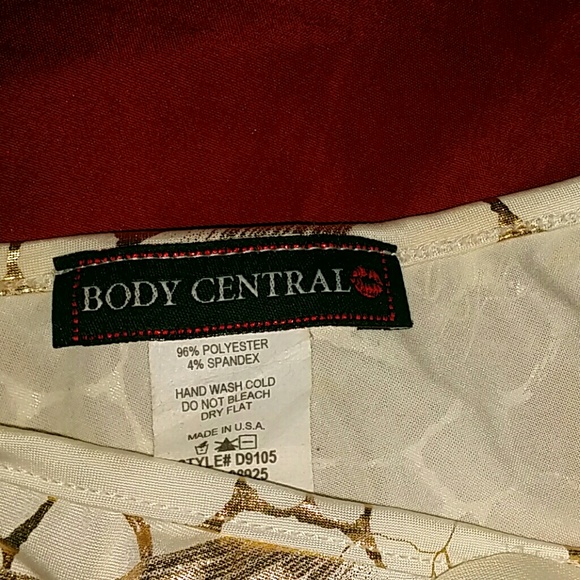 BODY CENTRAL
96% POLYESTER
4% SPANDEX
HAND WASH COLD
DO NOT BLEACH
DRY FLAT
MADE IN U.S.A.
STYLE# D9105